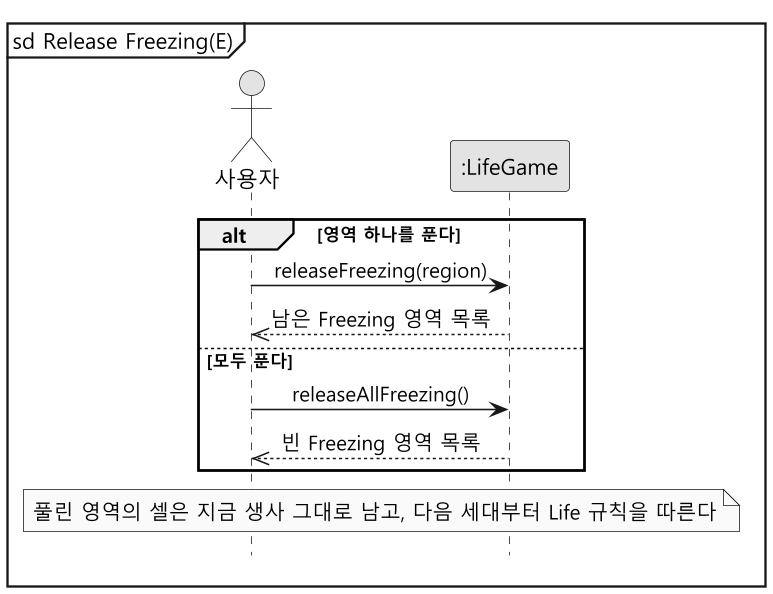 sd Release Freezing(E)
사용자
:LifeGame
alt
[영역 하나를 푼다]
releaseFreezing(region)
남은 Freezing 영역 목록
[모두 푼다]
releaseAllFreezing()
빈 Freezing 영역 목록
풀린 영역의 셀은 지금 생사 그대로 남고, 다음 세대부터 Life 규칙을 따른다